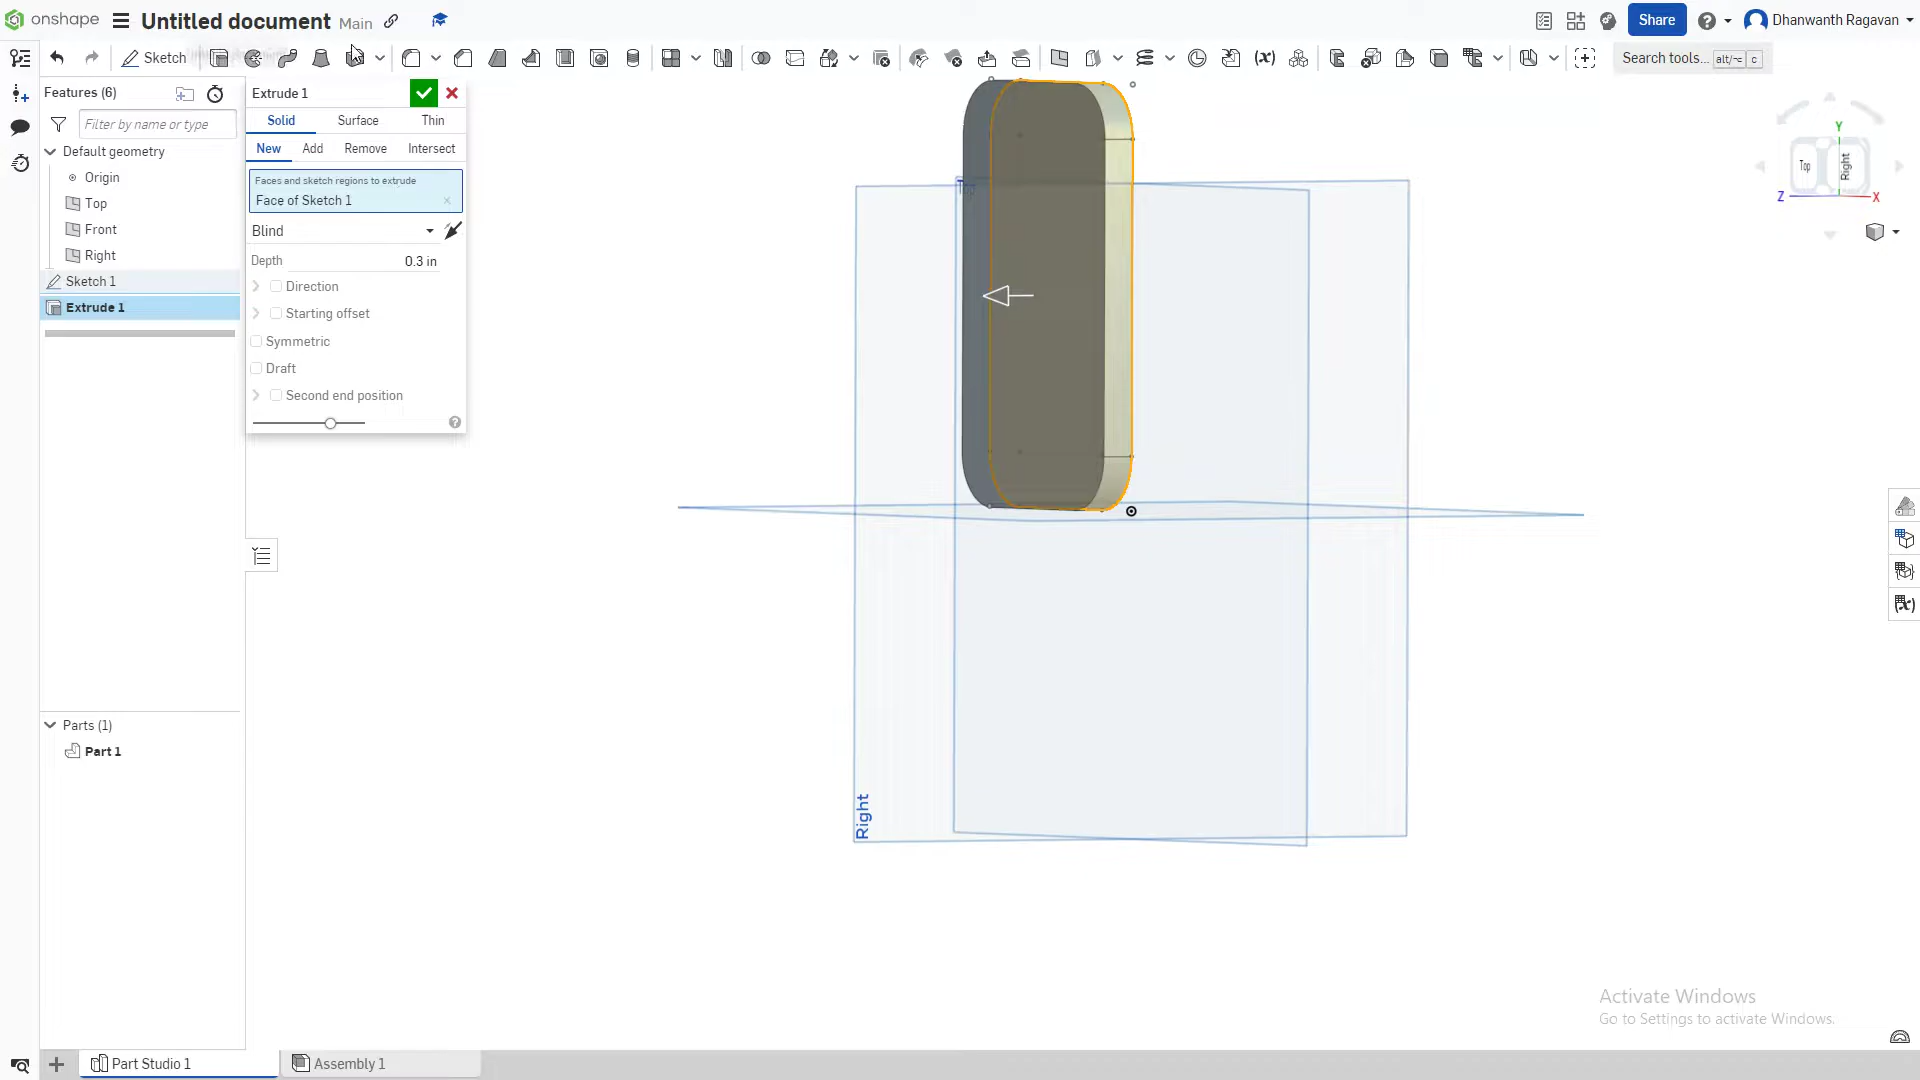 onshape
Untitled document Main
Share
Dhanwanth Ragavan
Sketch
Search tools... alt/⌥ c
Features (6)
Filter by name or type
Default geometry
Origin
Top
Front
Right
Sketch 1
Extrude 1
Parts (1)
Part 1
Extrude 1
Solid Surface Thin
New Add Remove Intersect
Faces and sketch regions to extrude
Face of Sketch 1
Blind
Depth 0.3 in
Direction
Starting offset
Symmetric
Draft
Second end position
Right
Y
Top Right
Z X
Activate Windows
Go to Settings to activate Windows.
Part Studio 1 Assembly 1